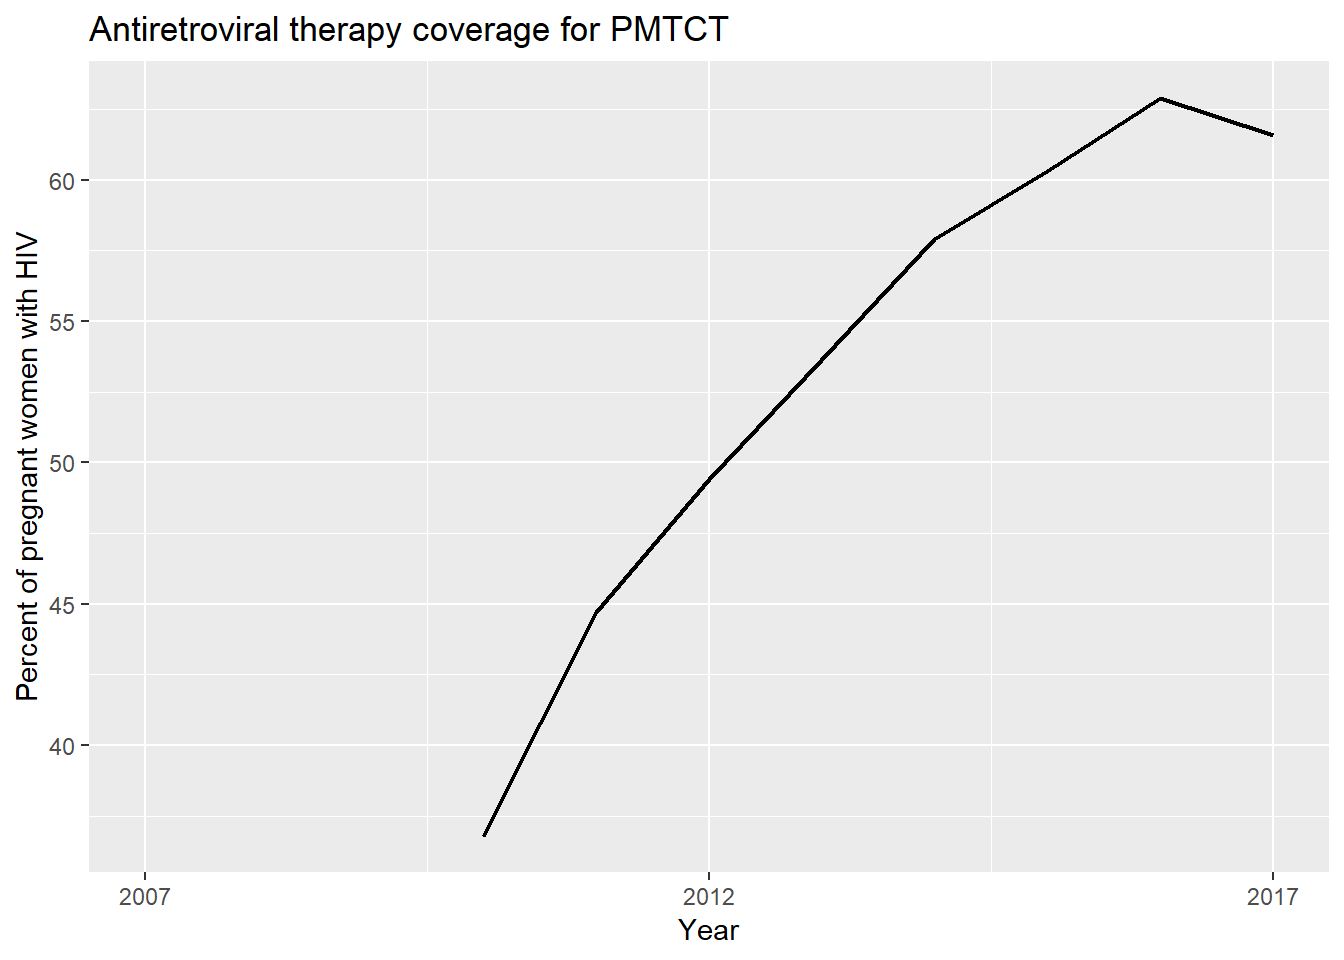 Antiretroviral therapy coverage for PMTCT
Percent of pregnant women with HIV
60
55
50
45
40
2007
2012
2017
Year